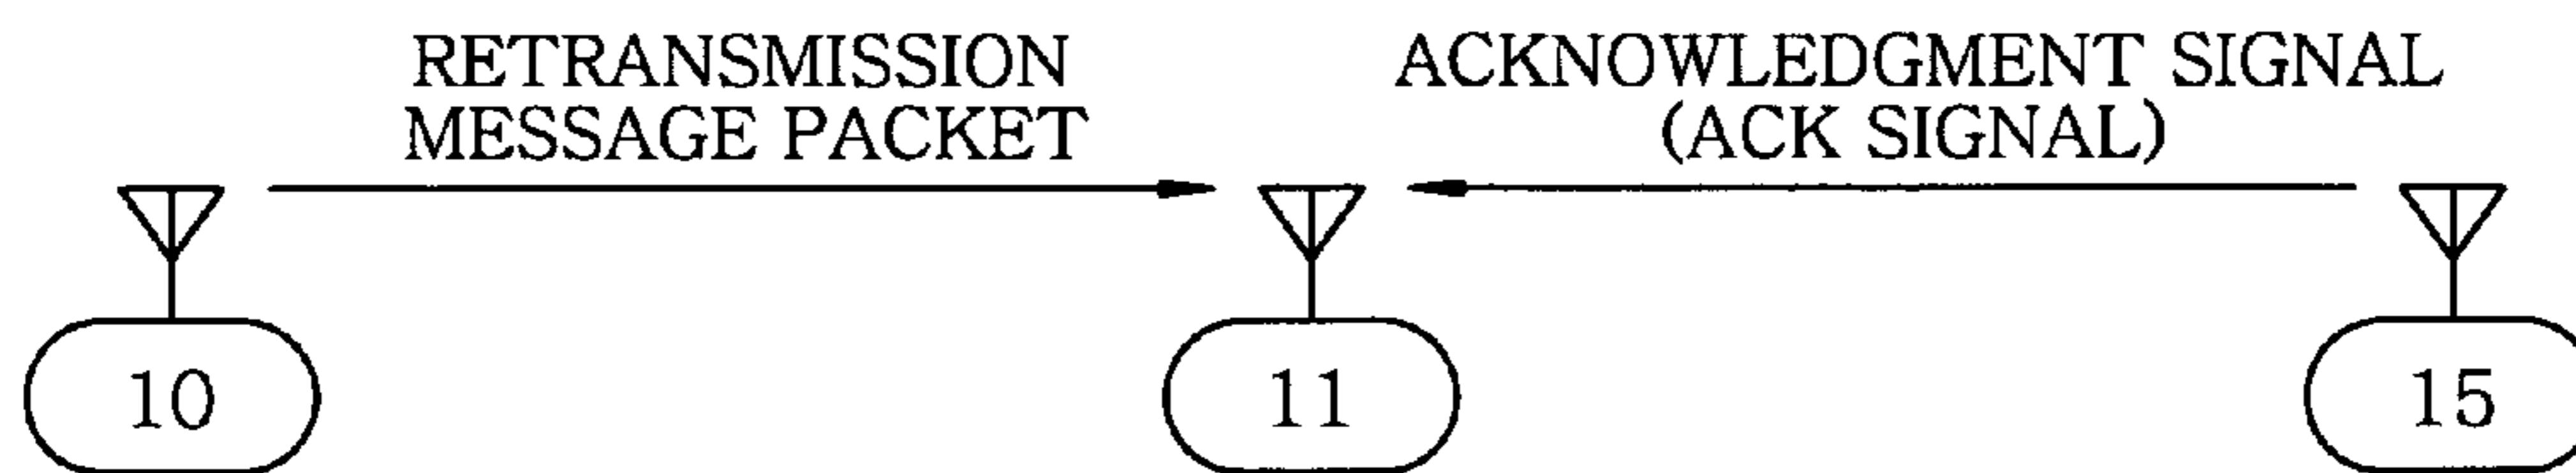 RETRANSMISSION
MESSAGE PACKET
ACKNOWLEDGMENT SIGNAL
(ACK SIGNAL)
10
11
15